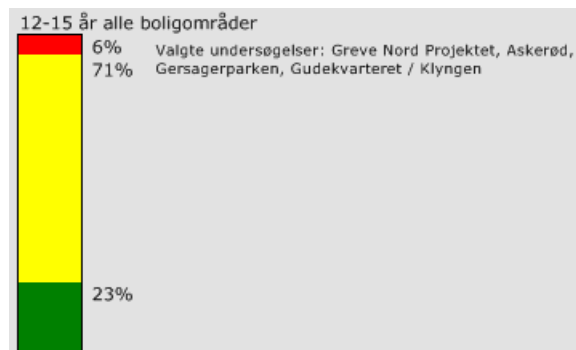 12-15 år alle boligområder
6% Valgte undersøgelser: Greve Nord Projektet, Askerød,
71% Gersagerparken, Gudekvarteret / Klyngen
23%